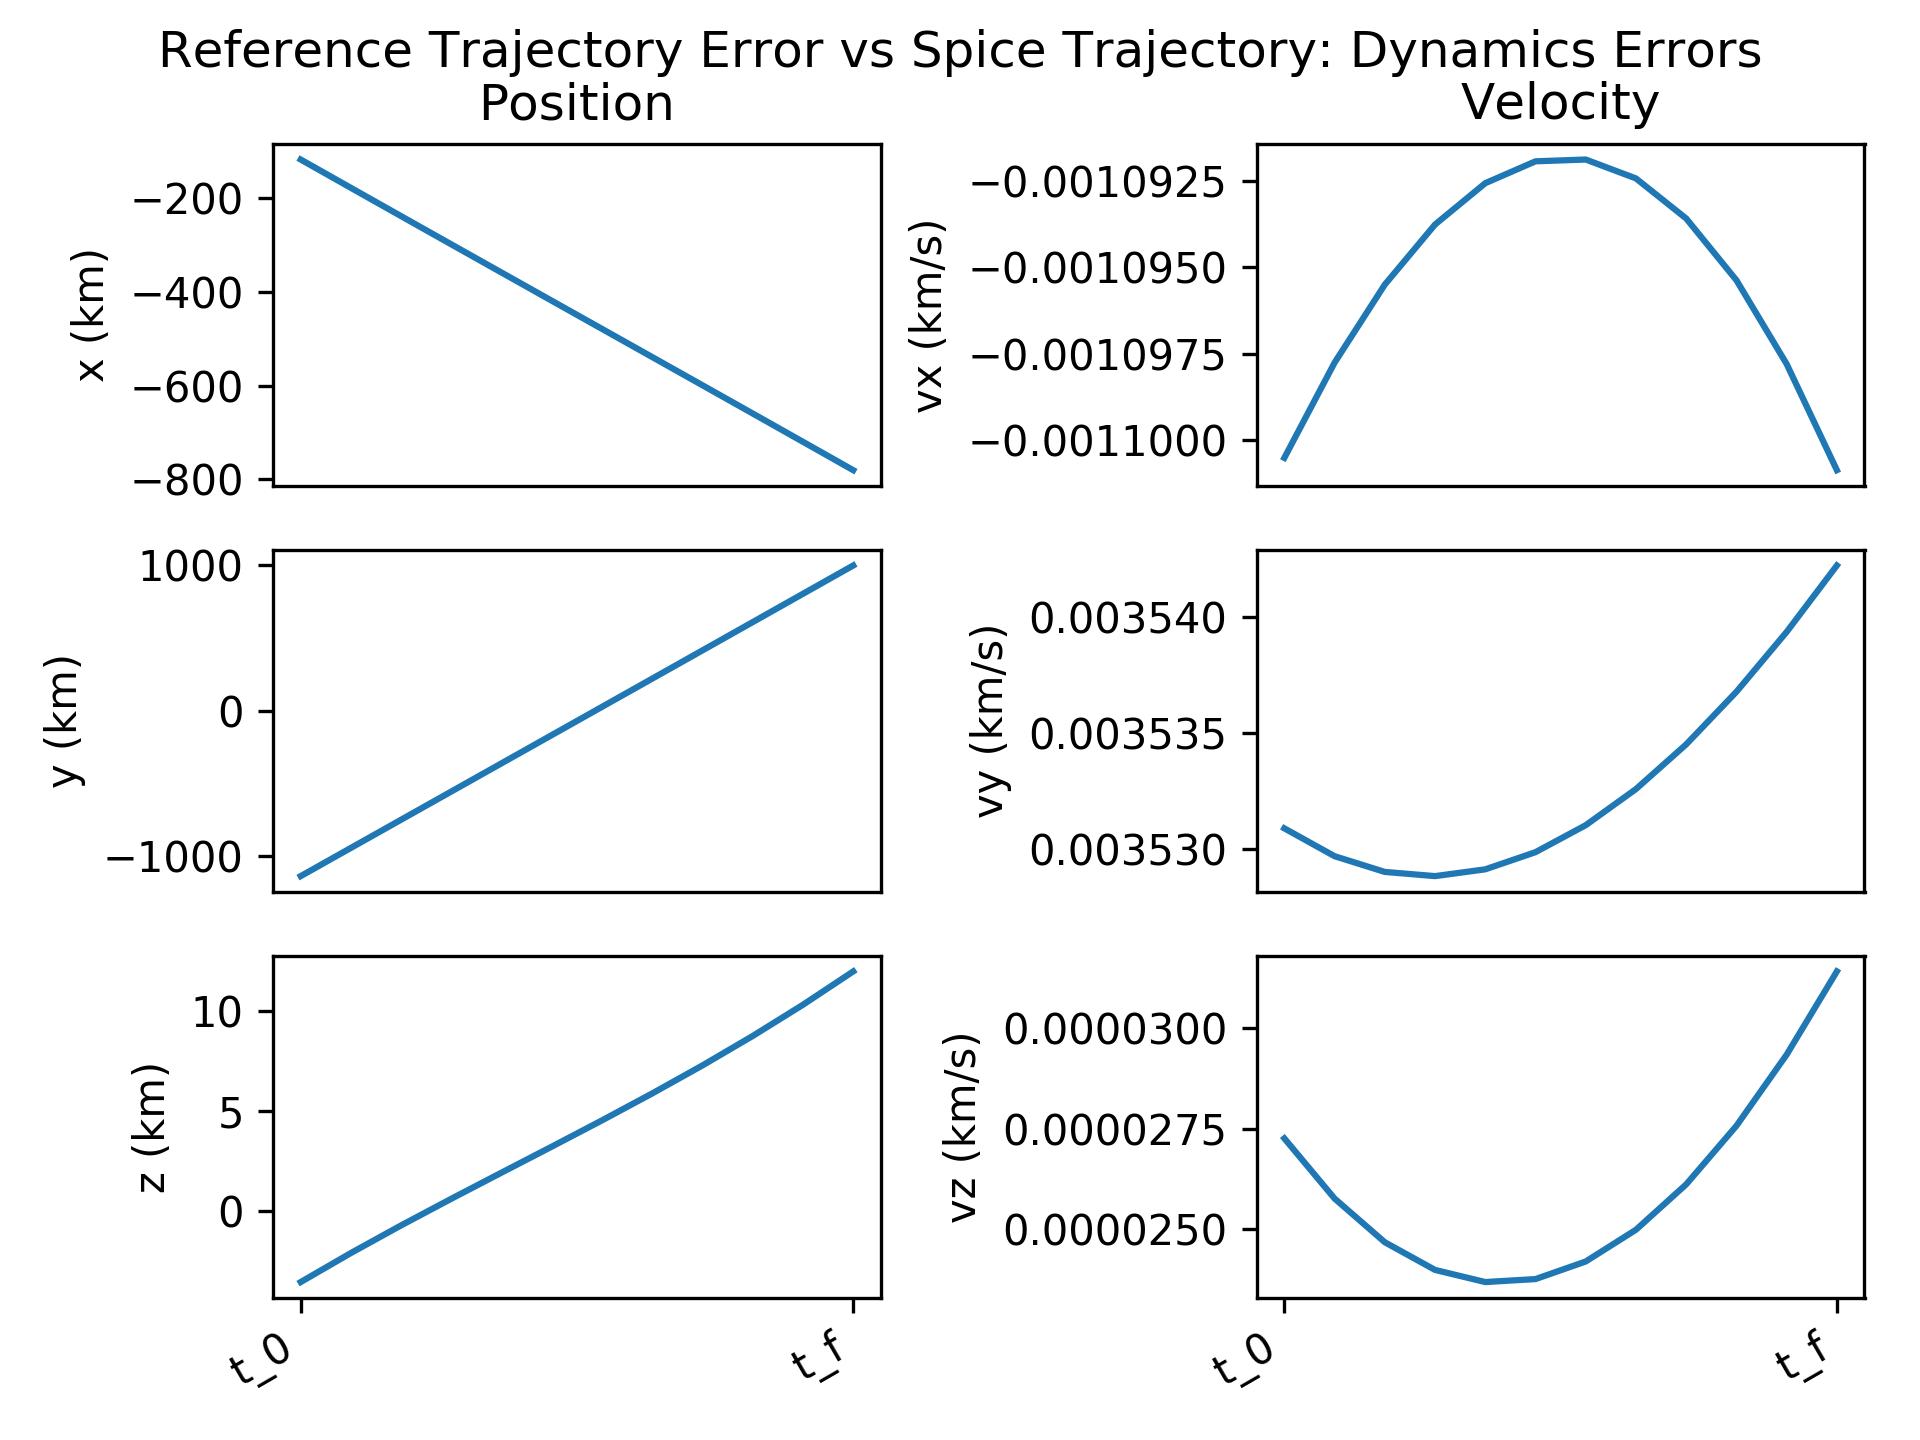 Reference Trajectory Error vs Spice Trajectory: Dynamics Errors
Position
Velocity
x (km)
−200
−400
−600
−800
vx (km/s)
−0.0010925
−0.0010950
−0.0010975
−0.0011000
y (km)
1000
0
−1000
vy (km/s)
0.003540
0.003535
0.003530
z (km)
10
5
0
vz (km/s)
0.0000300
0.0000275
0.0000250
t_0
t_f
t_0
t_f